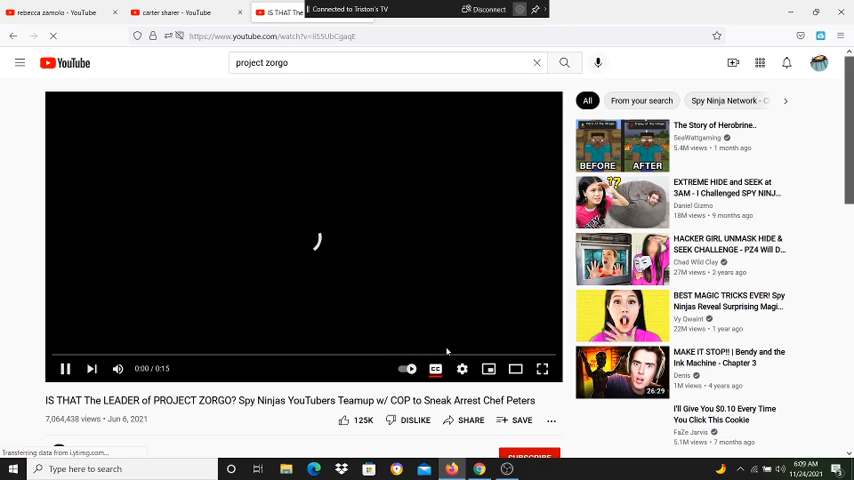 rebecca zamolo - YouTube
carter sharer - YouTube
IS THAT The
Connected to Triston's TV
Disconnect
https://www.youtube.com/watch?v=
YouTube
project zorgo
All
From your search
Spy Ninja Network - C
BEFORE
AFTER
The Story of Herobrine..
SeaWattgaming
5.4M views • 1 month ago
??
EXTREME HIDE and SEEK at
3AM - I Challenged SPY NINJ...
Daniel Gizmo
18M views • 9 months ago
HACKER GIRL UNMASK HIDE &
SEEK CHALLENGE - PZ4 Will D...
Chad Wild Clay
27M views • 2 years ago
BEST MAGIC TRICKS EVER! Spy
Ninjas Reveal Surprising Magi...
Vy Qwaint
22M views • 1 year ago
26:29
MAKE IT STOP!! | Bendy and the
Ink Machine - Chapter 3
Denis
1M views • 4 years ago
I'll Give You $0.10 Every Time
You Click This Cookie
FaZe Jarvis
5.1M views • 7 months ago
0:00 / 0:15
CC
IS THAT The LEADER of PROJECT ZORGO? Spy Ninjas YouTubers Teamup w/ COP to Sneak Arrest Chef Peters
7,064,438 views • Jun 6, 2021
125K
DISLIKE
SHARE
SAVE
SUBSCRIBE
Transferring data from i.ytimg.com...
Type here to search
6:09 AM
11/24/2021
3